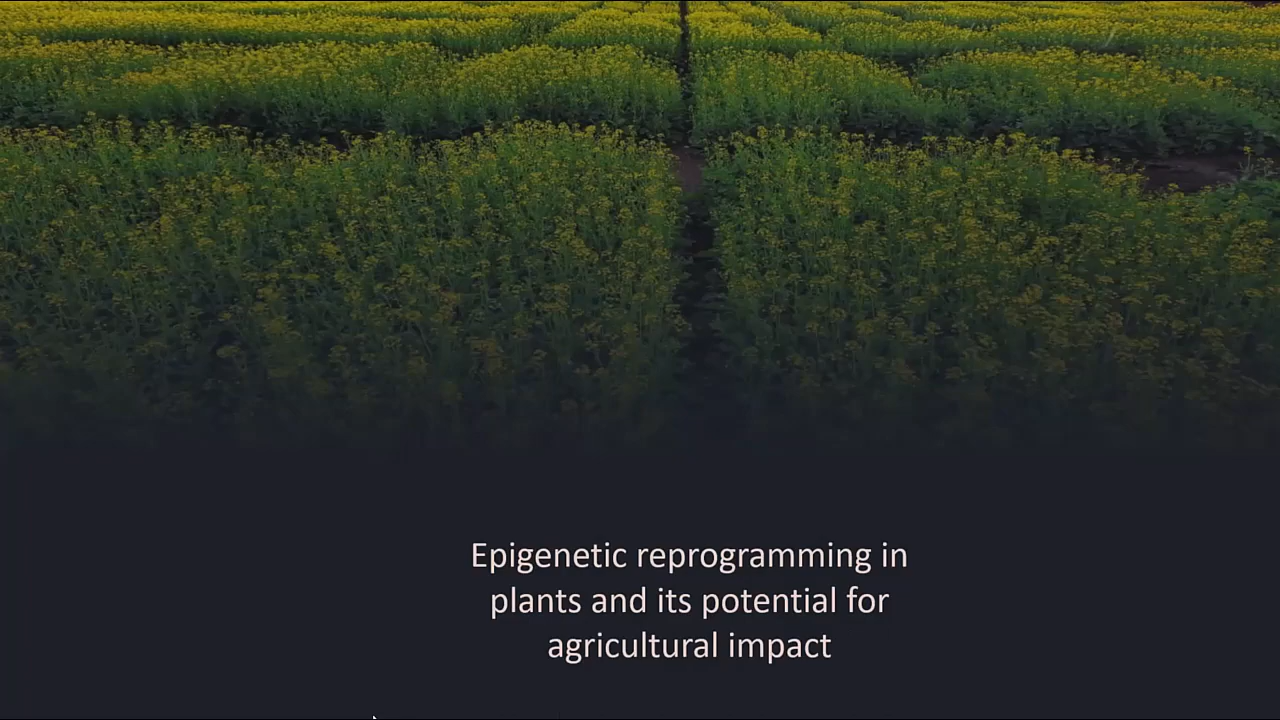 Epigenetic reprogramming in
plants and its potential for
agricultural impact